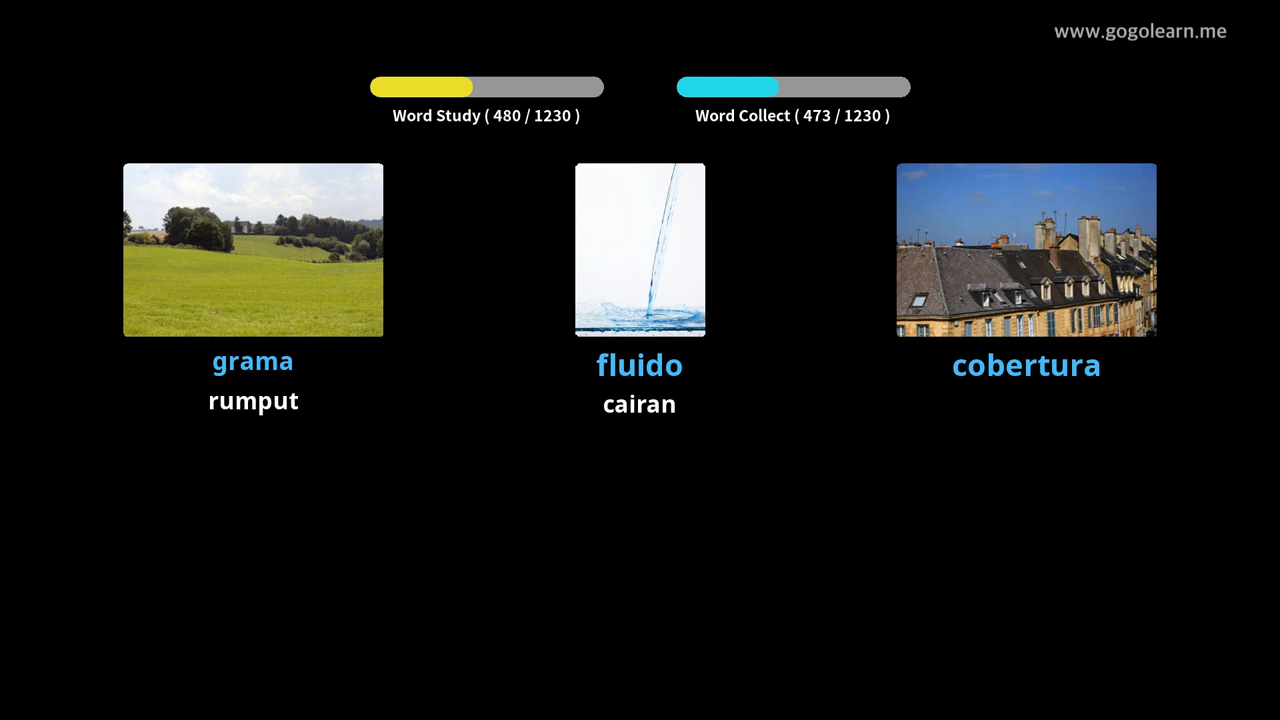 www.gogolearn.me
Word Study ( 480 / 1230 )
Word Collect ( 473 / 1230 )
grama
rumput
fluido
cairan
cobertura